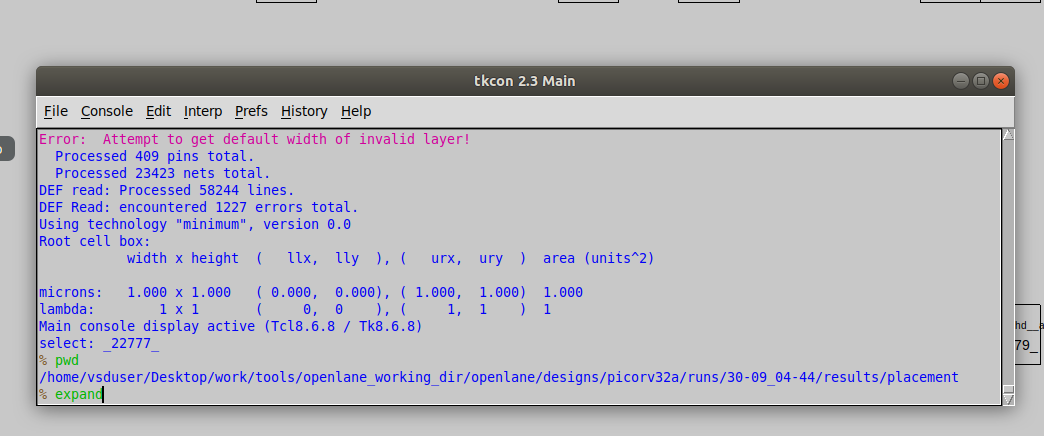 tkcon 2.3 Main
File Console Edit Interp Prefs History Help
Error:  Attempt to get default width of invalid layer!
  Processed 409 pins total.
  Processed 23423 nets total.
DEF read: Processed 58244 lines.
DEF Read: encountered 1227 errors total.
Using technology "minimum", version 0.0
Root cell box:
           width x height  (   llx,  lly  ), (   urx,  ury  )  area (units^2)
microns:   1.000 x 1.000   ( 0.000,  0.000), ( 1.000,  1.000)  1.000
lambda:        1 x 1       (     0,  0    ), (     1,  1    )  1
Main console display active (Tcl8.6.8 / Tk8.6.8)
select: _22777_
% pwd
/home/vsduser/Desktop/work/tools/openlane_working_dir/openlane/designs/picorv32a/runs/30-09_04-44/results/placement
% expand
hd__a
79_